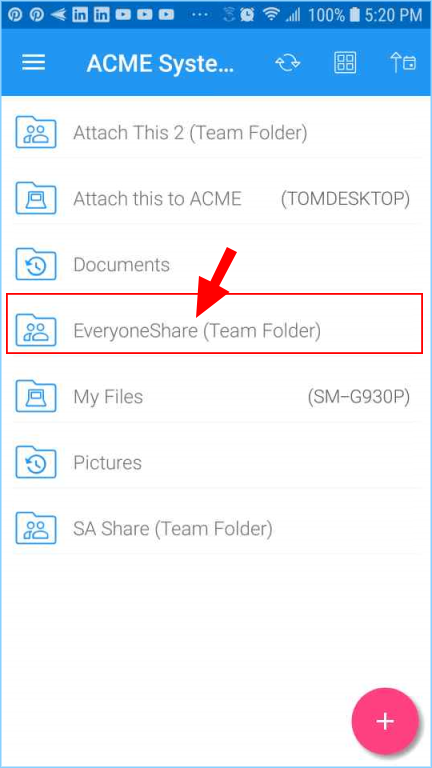 100% 5:20 PM
ACME Syste...
Attach This 2 (Team Folder)
Attach this to ACME (TOMDESKTOP)
Documents
EveryoneShare (Team Folder)
My Files (SM-G930P)
Pictures
SA Share (Team Folder)